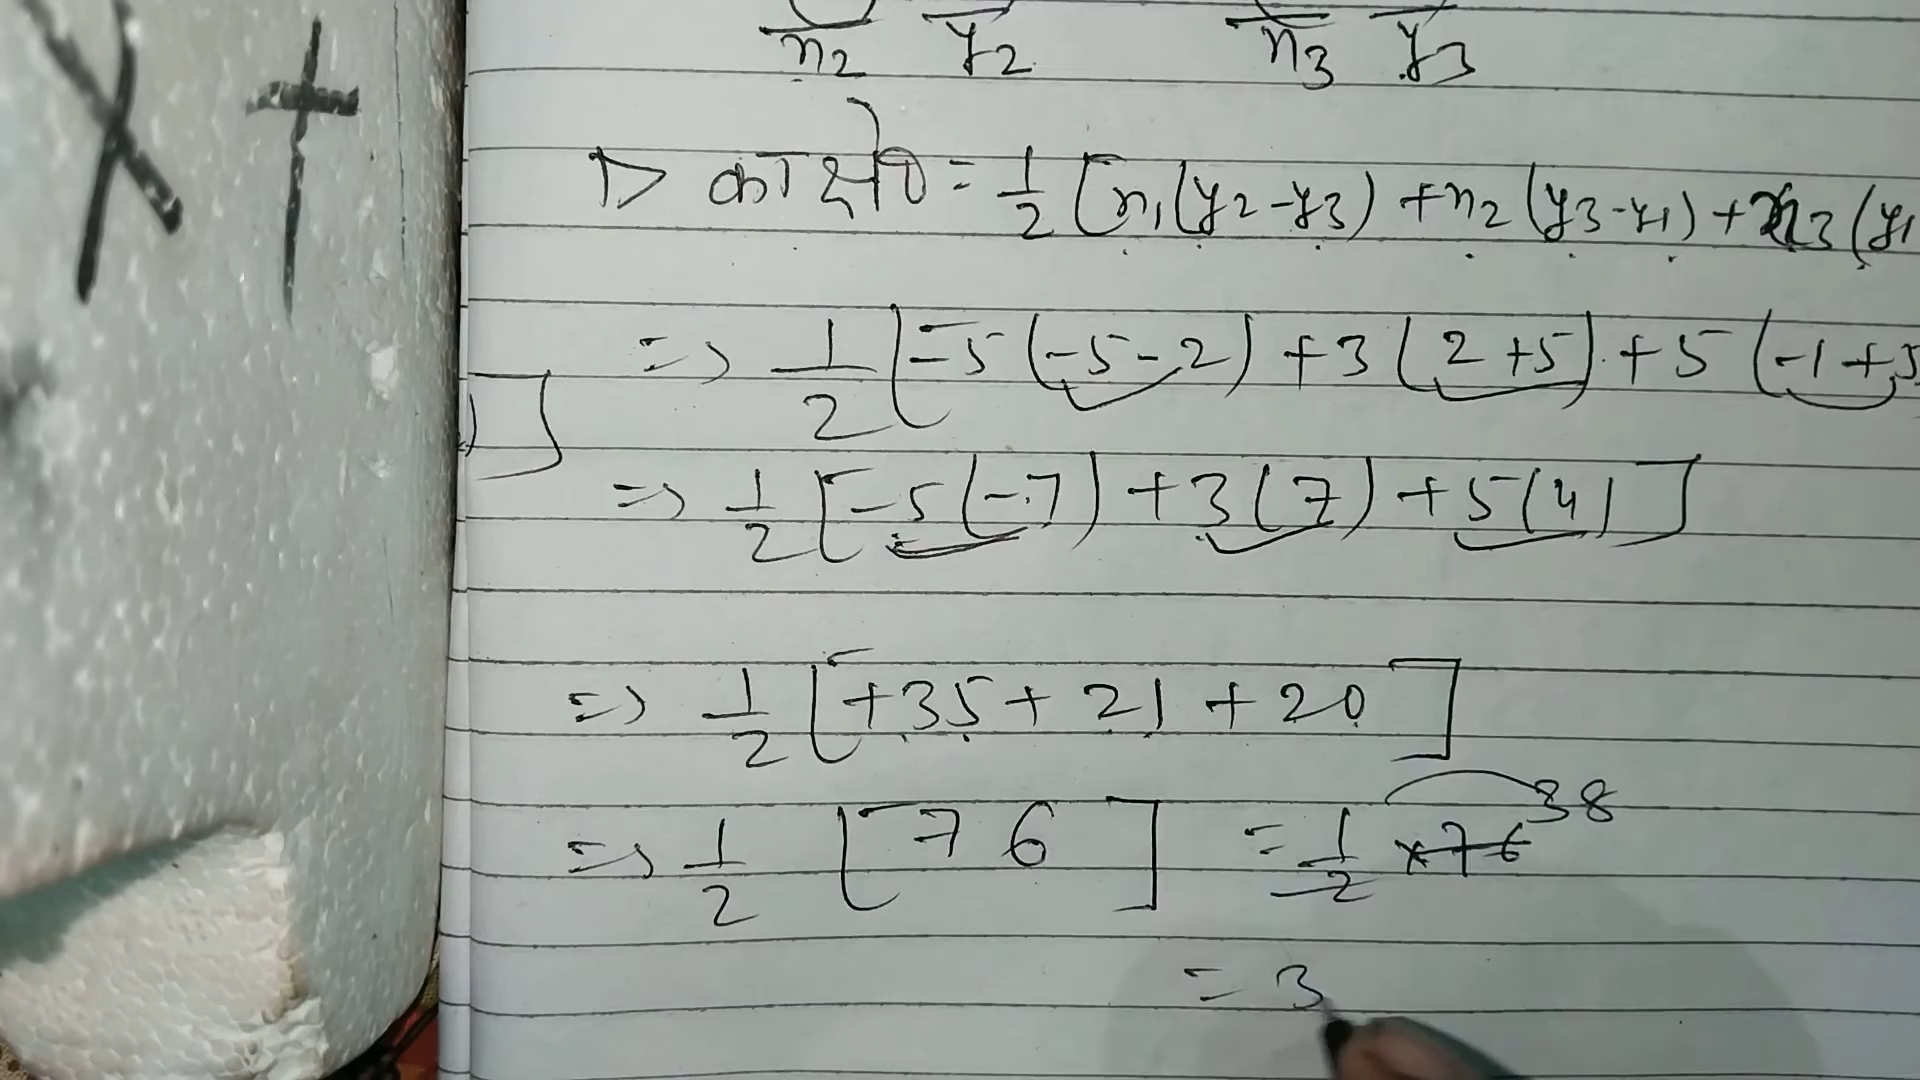 x2 y2 x3 y3
▷ का क्षे० = 1/2 [x1(y2-y3) + x2(y3-y1) + x3(y1
=> 1/2 [-5(-5-2) + 3(2+5) + 5(-1+5
)]
=> 1/2 [-5(-7) + 3(7) + 5(4)]
=> 1/2 [+35 + 21 + 20]
=> 1/2 [76] = 1/2 × 76 38
= 3